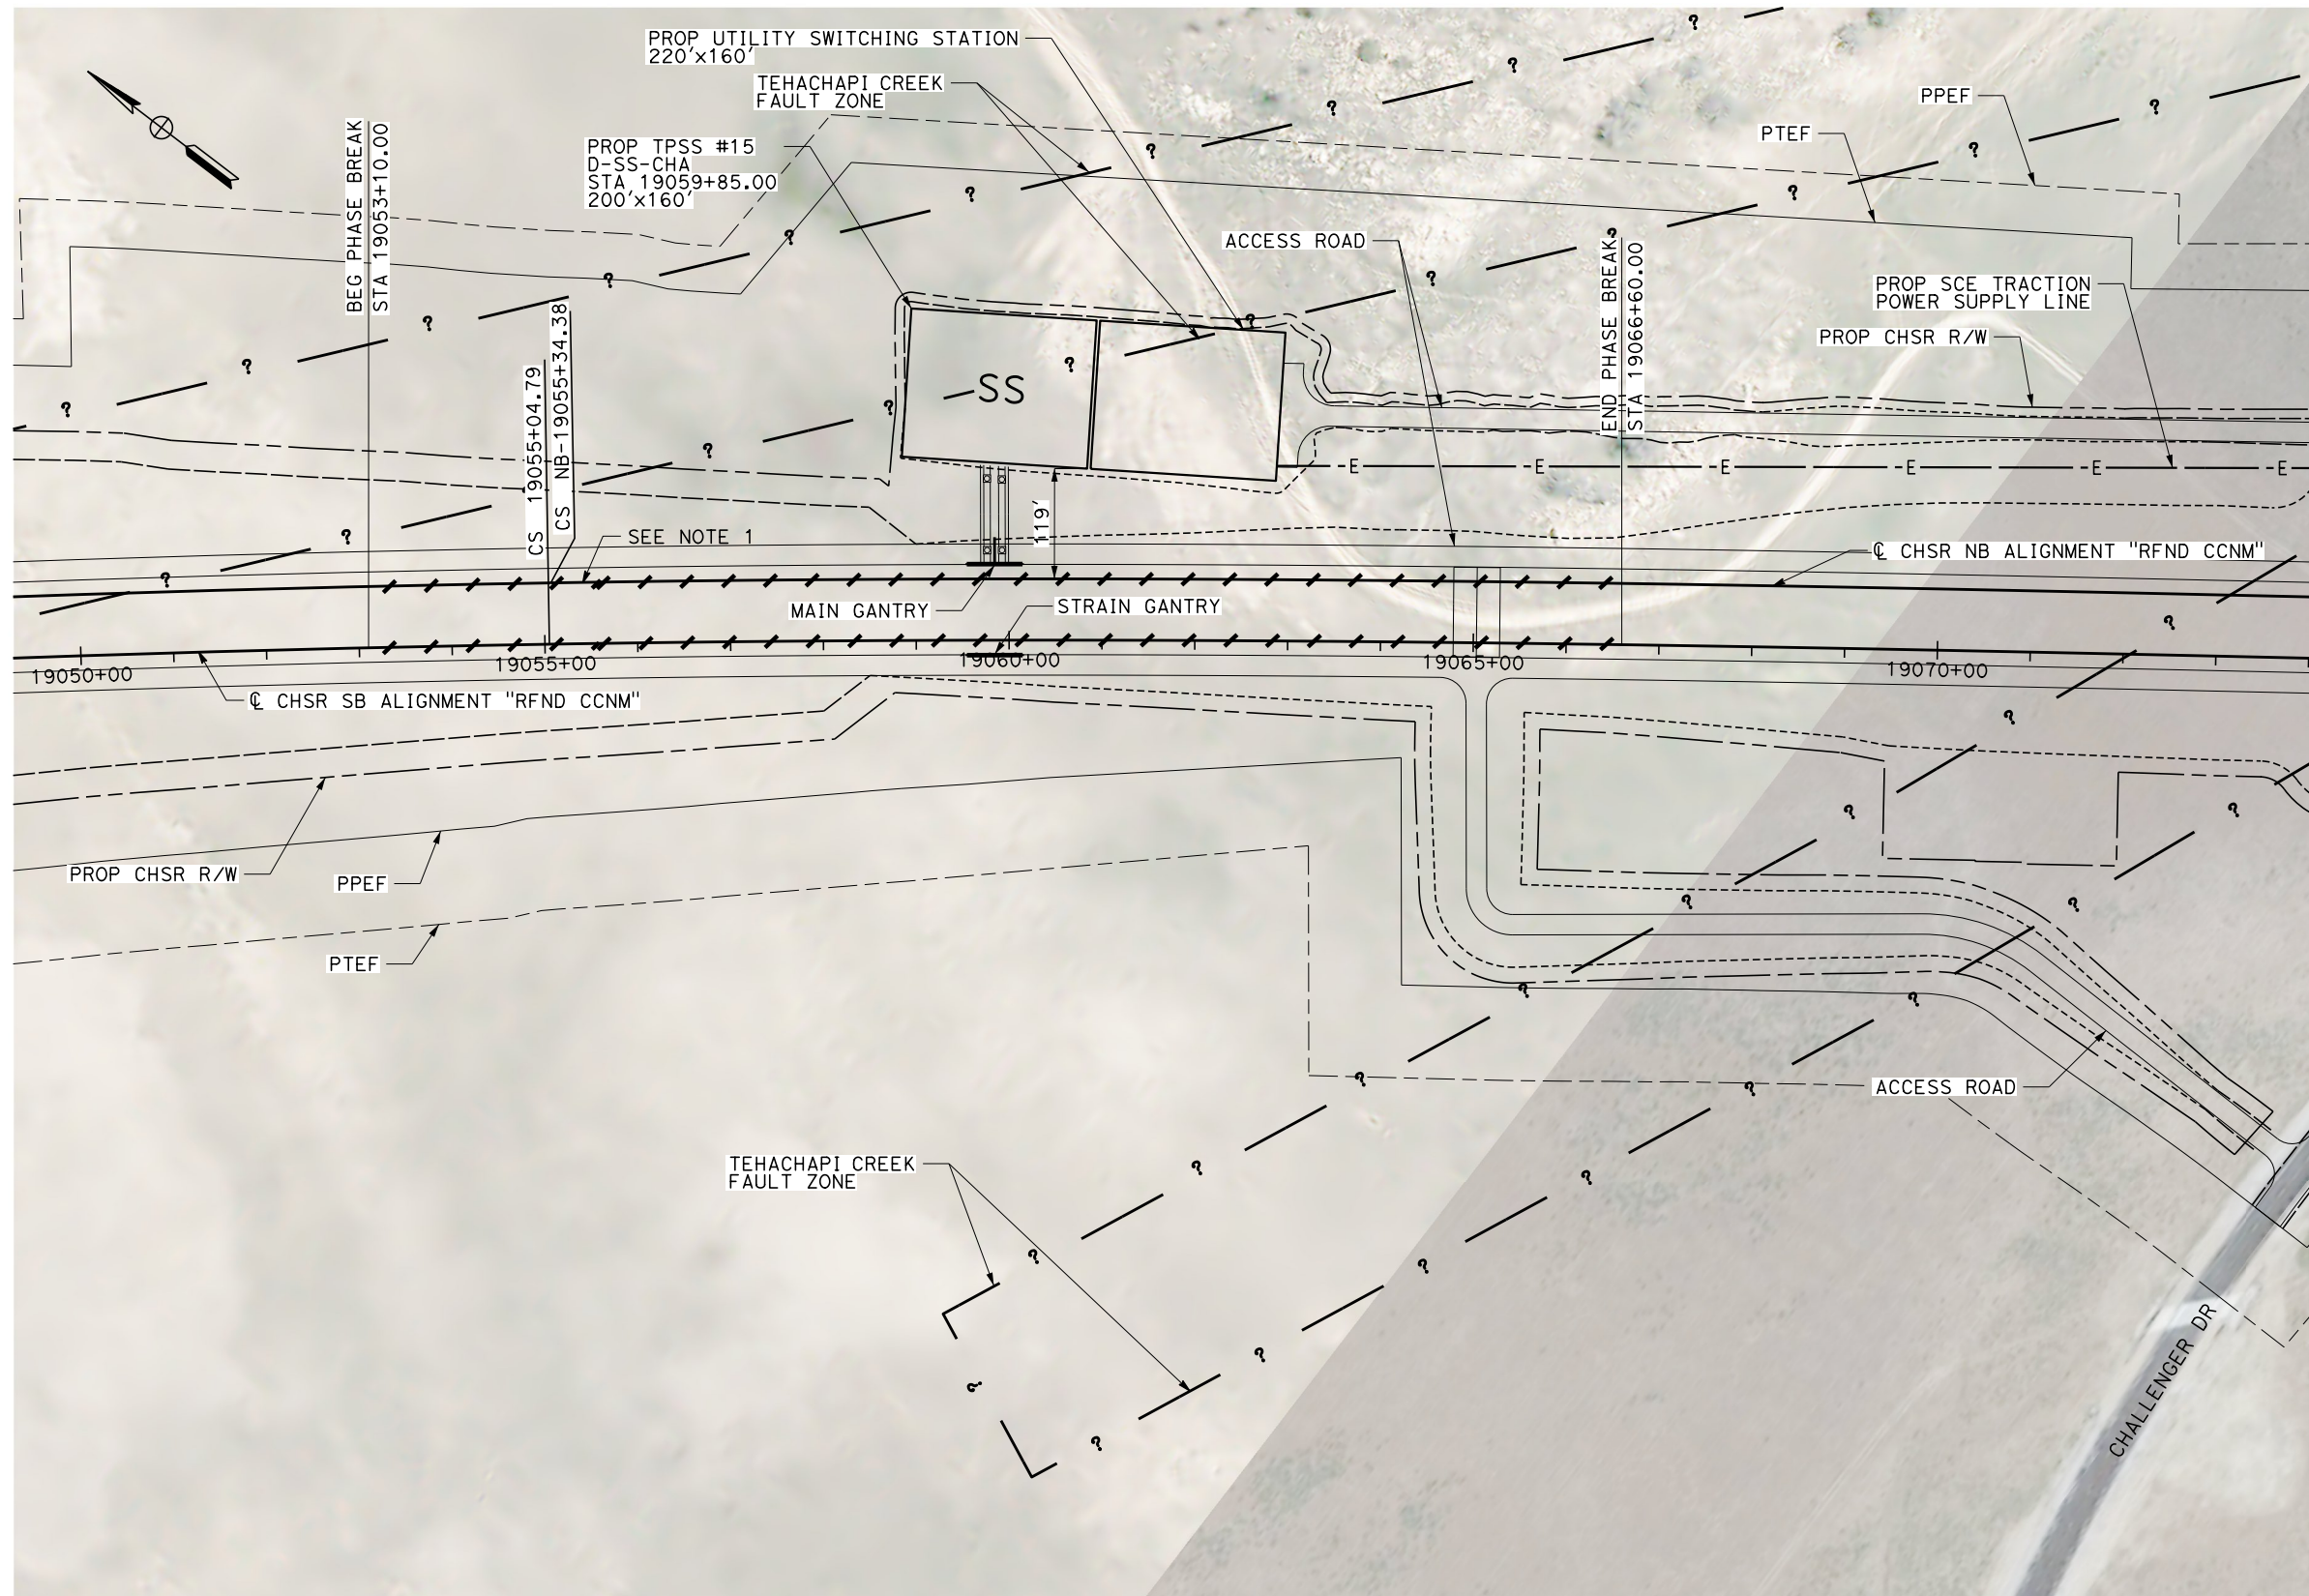 PROP UTILITY SWITCHING STATION
220'x160'
TEHACHAPI CREEK
FAULT ZONE
PROP TPSS #15
D-SS-CHA
STA 19059+85.00
200'x160'
BEG PHASE BREAK
STA 19053+10.00
CS 19055+04.79
CS NB-19055+34.38
ACCESS ROAD
END PHASE BREAK
STA 19066+60.00
PPEF
PTEF
PROP SCE TRACTION
POWER SUPPLY LINE
PROP CHSR R/W
SS
?
E
E
E
E
E
E
119'
SEE NOTE 1
℄ CHSR NB ALIGNMENT "RFND CCNM"
MAIN GANTRY
STRAIN GANTRY
19050+00
19055+00
19060+00
19065+00
19070+00
℄ CHSR SB ALIGNMENT "RFND CCNM"
PROP CHSR R/W
PPEF
PTEF
ACCESS ROAD
TEHACHAPI CREEK
FAULT ZONE
CHALLENGER DR